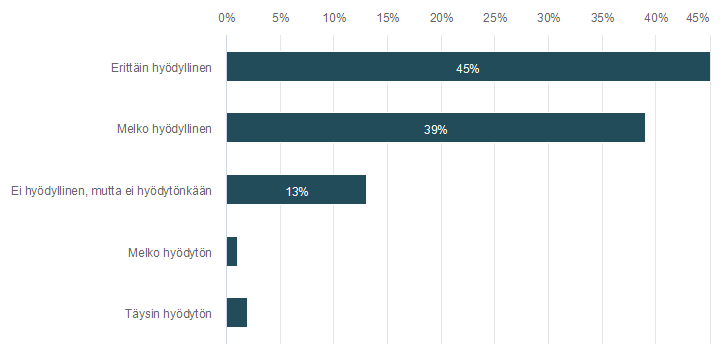 0% 5% 10% 15% 20% 25% 30% 35% 40% 45%
Erittäin hyödyllinen 45%
Melko hyödyllinen 39%
Ei hyödyllinen, mutta ei hyödytönkään 13%
Melko hyödytön
Täysin hyödytön